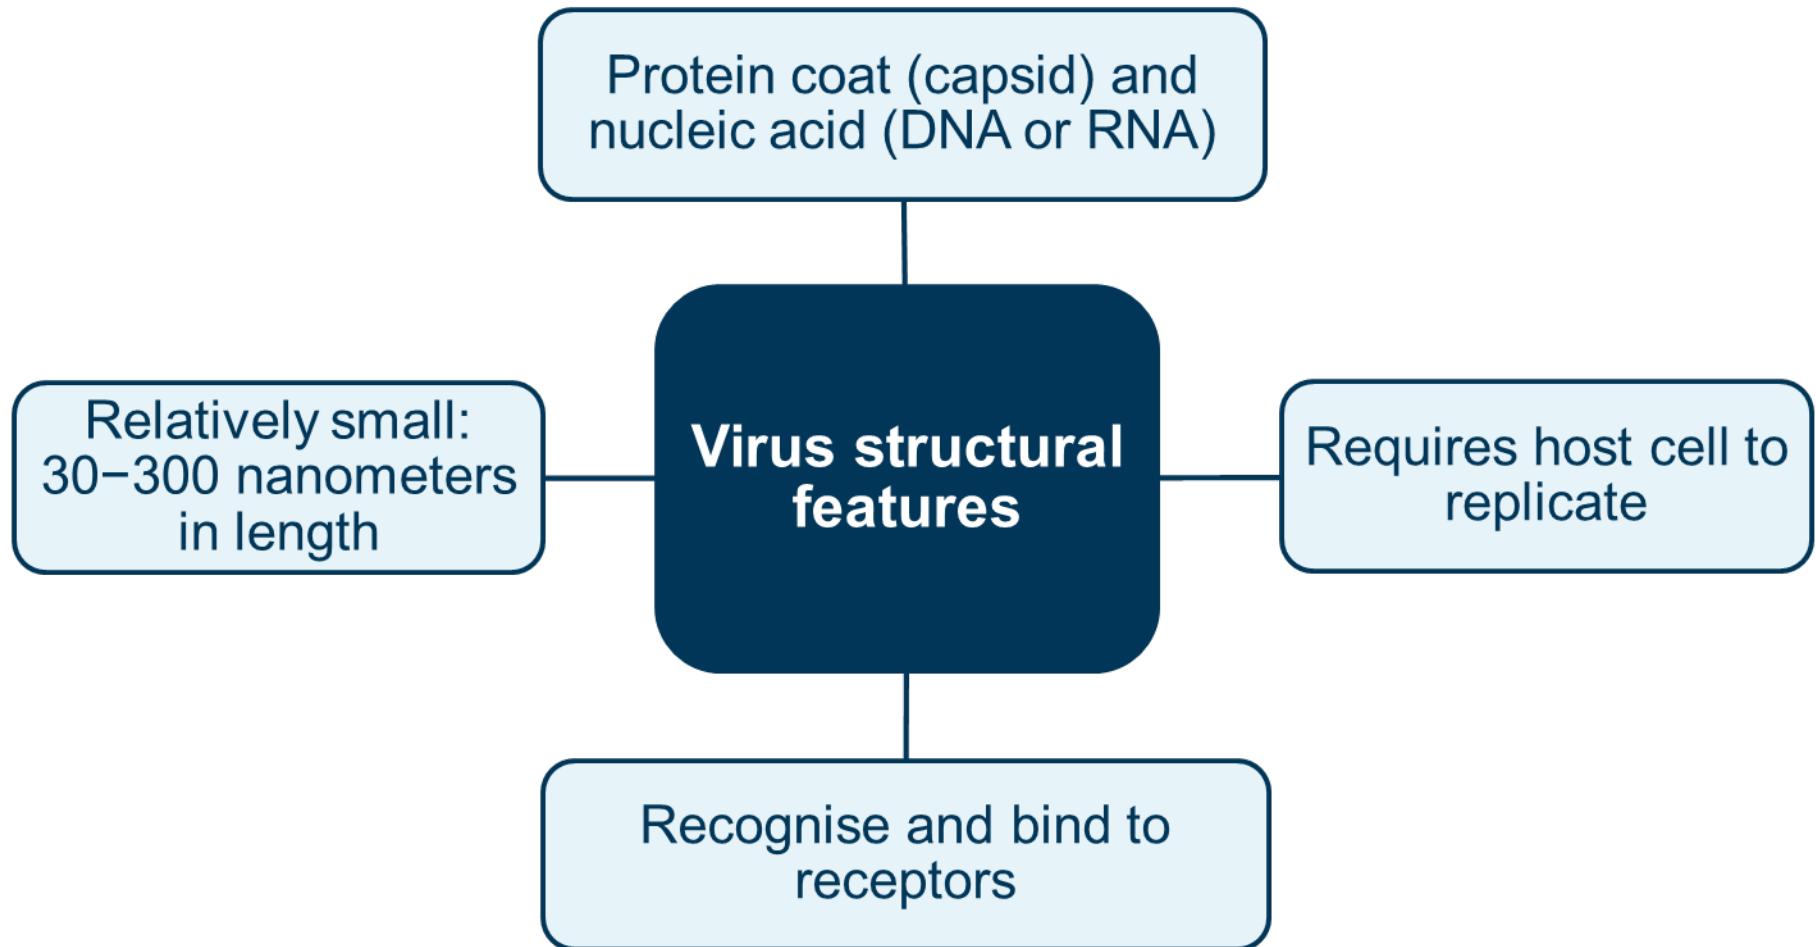 Protein coat (capsid) and
nucleic acid (DNA or RNA)
Relatively small:
30−300 nanometers
in length
Virus structural
features
Requires host cell to
replicate
Recognise and bind to
receptors